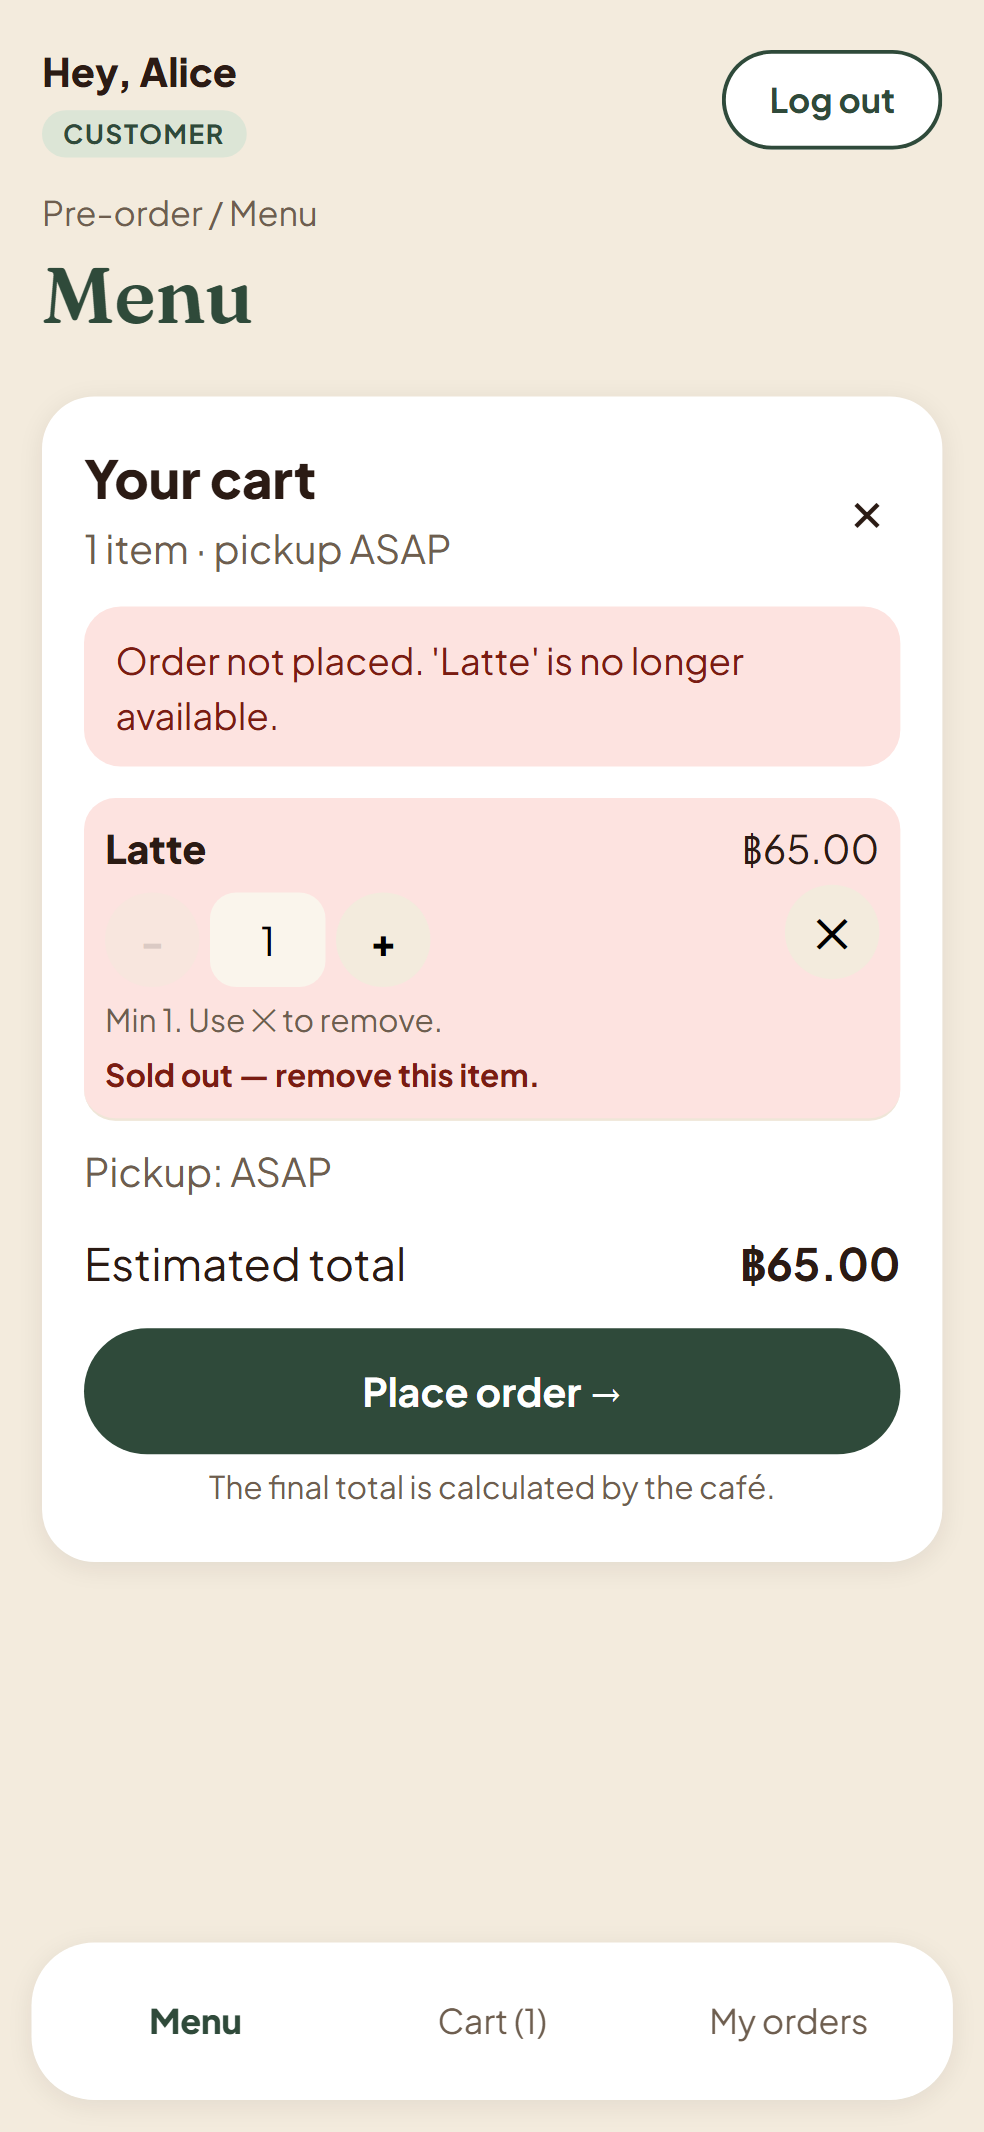 Hey, Alice
Log out
CUSTOMER
Pre-order / Menu
Menu
Your cart
1 item · pickup ASAP
×
Order not placed. 'Latte' is no longer
available.
Latte ฿65.00
− 1 + ×
Min 1. Use × to remove.
Sold out — remove this item.
Pickup: ASAP
Estimated total ฿65.00
Place order →
The final total is calculated by the café.
Menu Cart (1) My orders